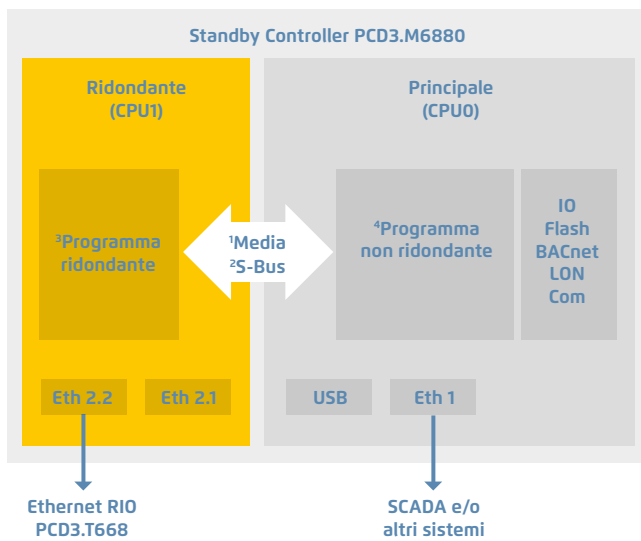 Standby Controller PCD3.M6880
Ridondante
(CPU1)
Principale
(CPU0)
³Programma
ridondante
¹Media
²S-Bus
⁴Programma
non ridondante
IO
Flash
BACnet
LON
Com
Eth 2.2
Eth 2.1
USB
Eth 1
Ethernet RIO
PCD3.T668
SCADA e/o
altri sistemi